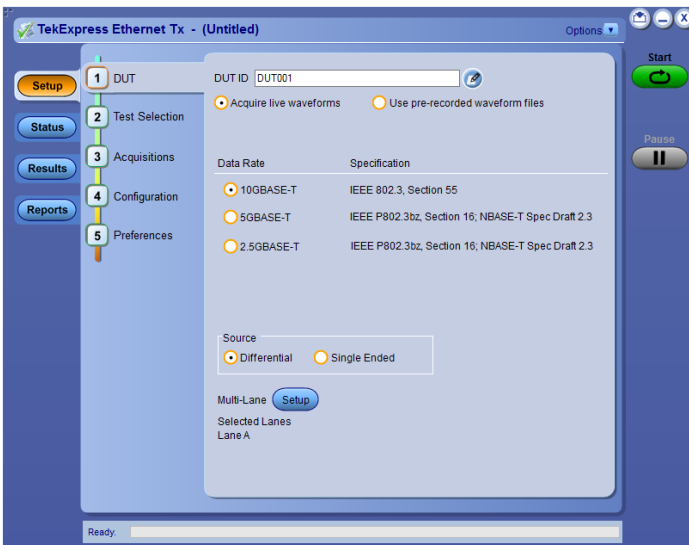 TekExpress Ethernet Tx - (Untitled)
Options
Start
Pause
Setup
Status
Results
Reports
1 DUT
2 Test Selection
3 Acquisitions
4 Configuration
5 Preferences
DUT ID DUT001
Acquire live waveforms Use pre-recorded waveform files
Data Rate Specification
10GBASE-T IEEE 802.3, Section 55
5GBASE-T IEEE P802.3bz, Section 16; NBASE-T Spec Draft 2.3
2.5GBASE-T IEEE P802.3bz, Section 16; NBASE-T Spec Draft 2.3
Source
Differential Single Ended
Multi-Lane Setup
Selected Lanes
Lane A
Ready.